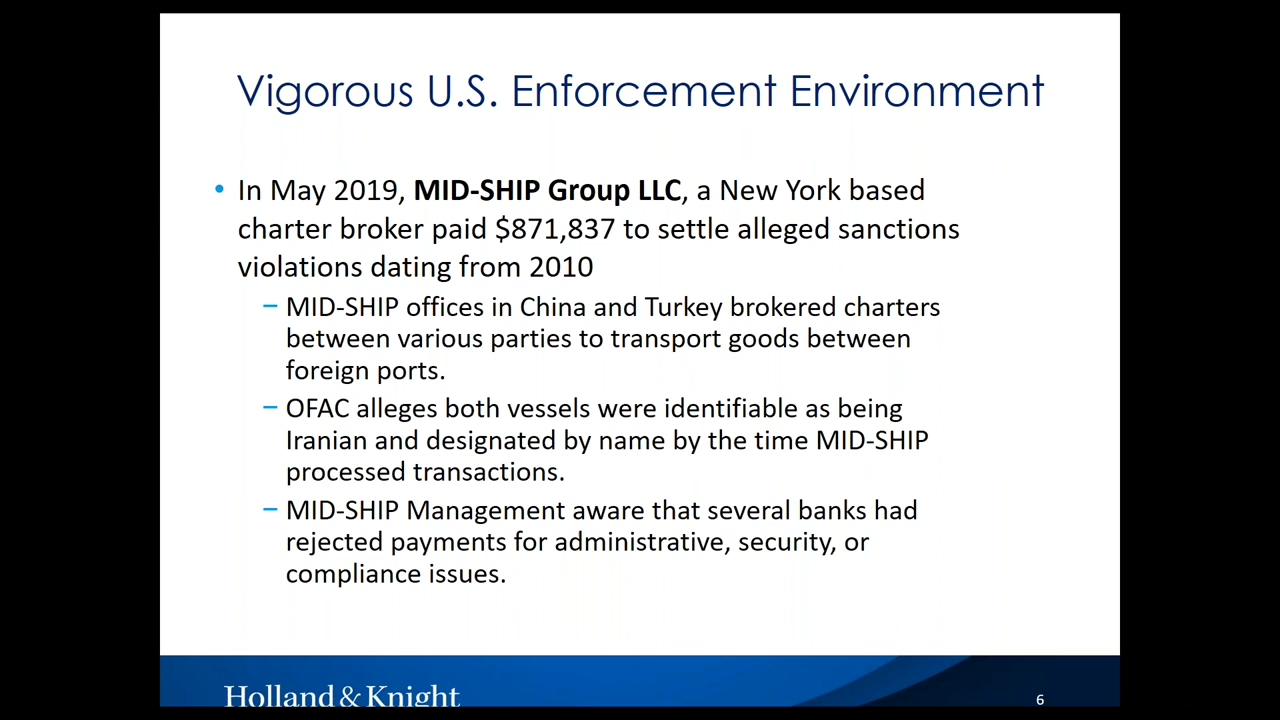 Vigorous U.S. Enforcement Environment
• In May 2019, MID-SHIP Group LLC, a New York based
charter broker paid $871,837 to settle alleged sanctions
violations dating from 2010
– MID-SHIP offices in China and Turkey brokered charters
between various parties to transport goods between
foreign ports.
– OFAC alleges both vessels were identifiable as being
Iranian and designated by name by the time MID-SHIP
processed transactions.
– MID-SHIP Management aware that several banks had
rejected payments for administrative, security, or
compliance issues.
Holland & Knight
6